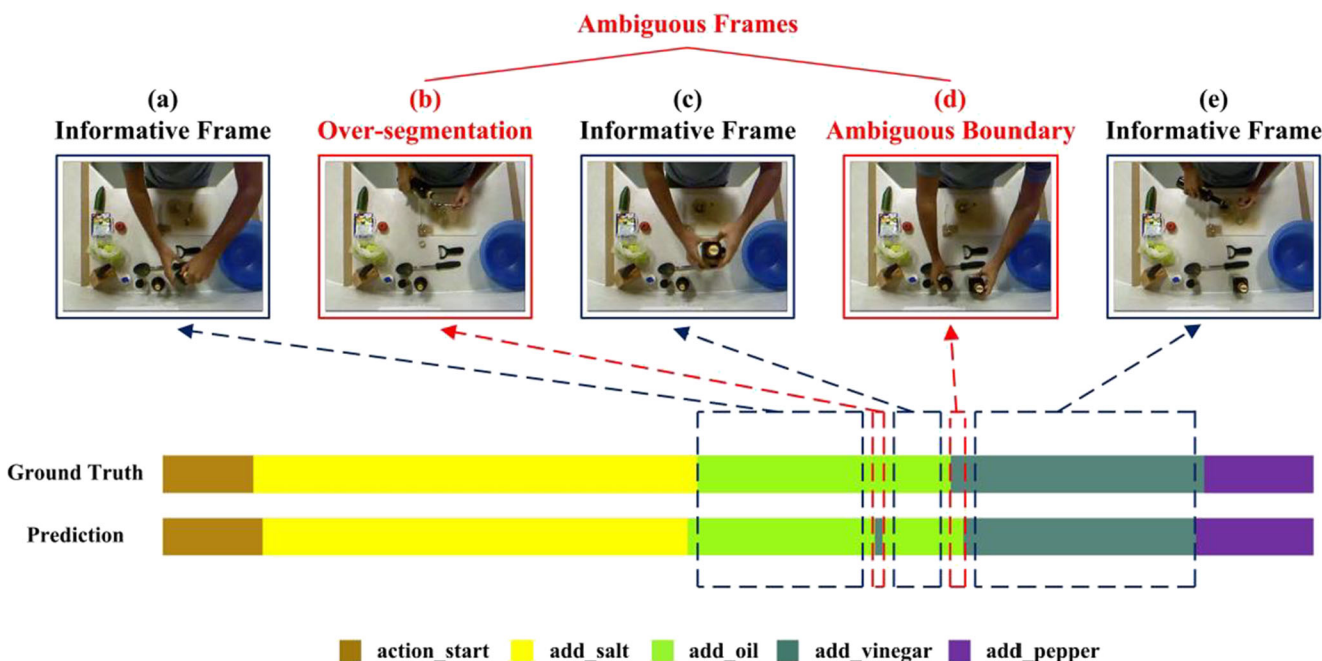 Ambiguous Frames
(a) (b) (c) (d) (e)
Informative Frame Over-segmentation Informative Frame Ambiguous Boundary Informative Frame
Ground Truth
Prediction
action_start add_salt add_oil add_vinegar add_pepper